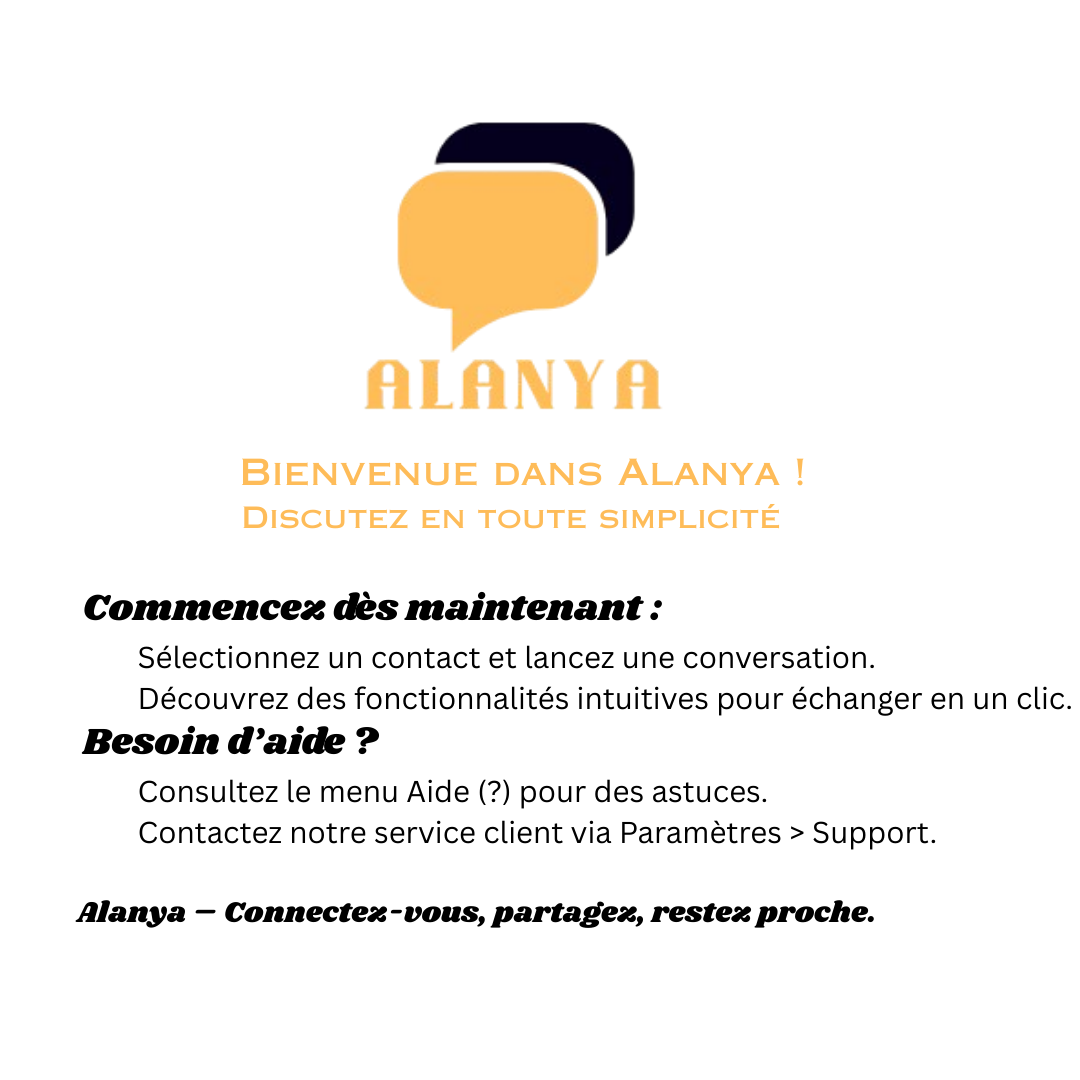 ALANYA
Bienvenue dans Alanya !
Discutez en toute simplicité
Commencez dès maintenant :
Sélectionnez un contact et lancez une conversation.
Découvrez des fonctionnalités intuitives pour échanger en un clic.
Besoin d’aide ?
Consultez le menu Aide (?) pour des astuces.
Contactez notre service client via Paramètres > Support.
Alanya – Connectez-vous, partagez, restez proche.